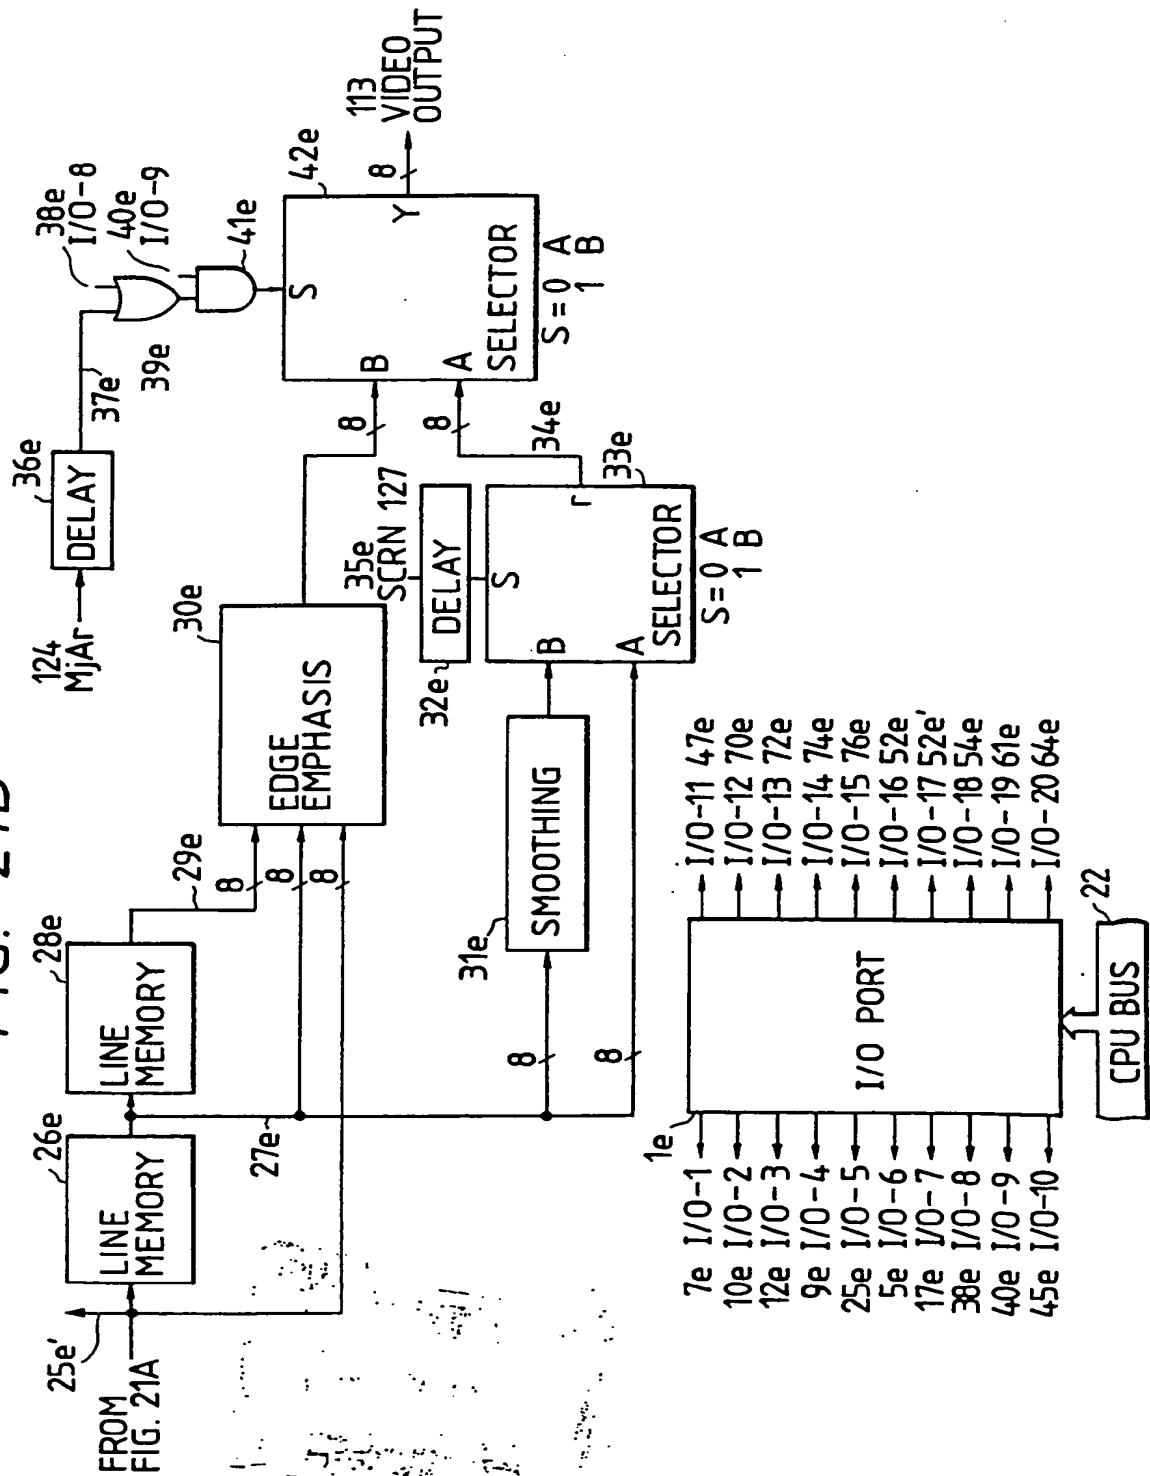 FIG. 21B
FROM
FIG. 21A
25e'
26e
LINE
MEMORY
27e
28e
LINE
MEMORY
29e
8
8
8
30e
EDGE
EMPHASIS
124
MjAr
36e
DELAY
37e
39e
38e
I/O-8
40e
I/O-9
41e
42e
S
B
A
Y
SELECTOR
S=0 A
1 B
8
113
VIDEO
OUTPUT
8
8
34e
35e
SCRN 127
32e
DELAY
33e
S
B
A
r
SELECTOR
S=0 A
1 B
31e
SMOOTHING
8
8
1e
I/O PORT
7e I/O-1
10e I/O-2
12e I/O-3
9e I/O-4
25e I/O-5
5e I/O-6
17e I/O-7
38e I/O-8
40e I/O-9
45e I/O-10
I/O-11 47e
I/O-12 70e
I/O-13 72e
I/O-14 74e
I/O-15 76e
I/O-16 52e
I/O-17 52e'
I/O-18 54e
I/O-19 61e
I/O-20 64e
22
CPU BUS